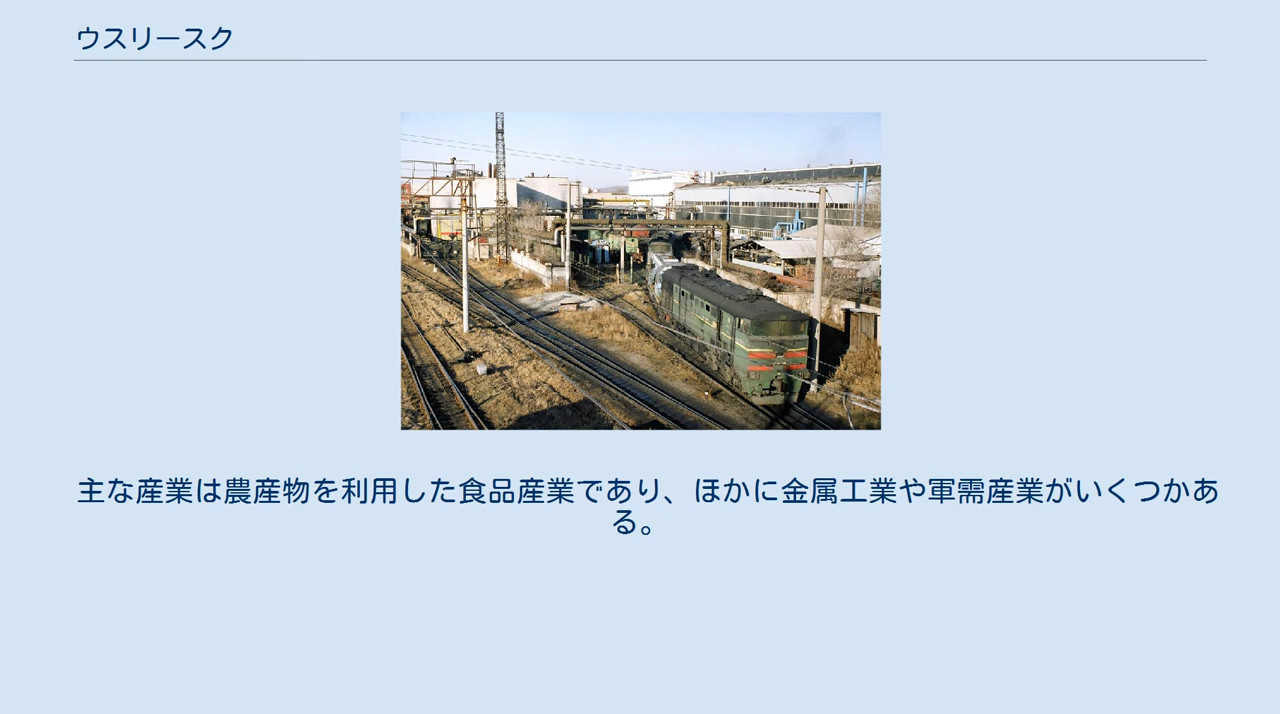 ウスリースク
主な産業は農産物を利用した食品産業であり、ほかに金属工業や軍需産業がいくつかあ
る。